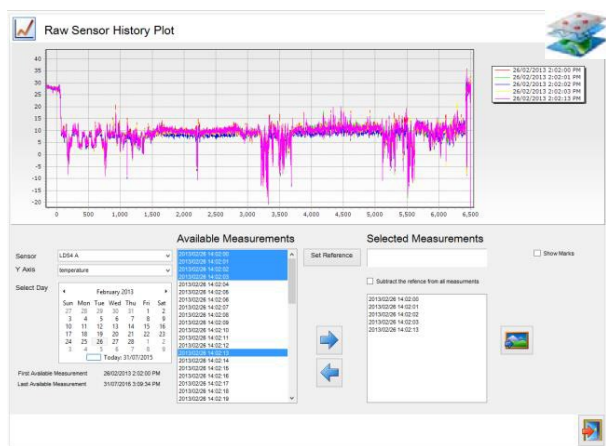 Raw Sensor History Plot
40
35
30
25
20
15
10
5
0
-5
-10
-15
-20
0 500 1,000 1,500 2,000 2,500 3,000 3,500 4,000 4,500 5,000 5,500 6,000 6,500
26/02/2013 2:02:00 PM
26/02/2013 2:02:01 PM
26/02/2013 2:02:02 PM
26/02/2013 2:02:03 PM
26/02/2013 2:02:13 PM
Available Measurements
Selected Measurements
Sensor LDS4 A
Y Axis temperature
Select Day
February 2013
Sun Mon Tue Wed Thu Fri Sat
27 28 29 30 31 1 2
3 4 5 6 7 8 9
10 11 12 13 14 15 16
17 18 19 20 21 22 23
24 25 26 27 28 1 2
3 4 5 6 7 8 9
Today: 31/07/2015
First Available Measurement 26/02/2013 2:02:00 PM
Last Available Measurement 31/07/2015 3:09:34 PM
2013/02/26 14:02:00
2013/02/26 14:02:01
2013/02/26 14:02:02
2013/02/26 14:02:03
2013/02/26 14:02:04
2013/02/26 14:02:05
2013/02/26 14:02:06
2013/02/26 14:02:07
2013/02/26 14:02:08
2013/02/26 14:02:09
2013/02/26 14:02:10
2013/02/26 14:02:11
2013/02/26 14:02:12
2013/02/26 14:02:13
2013/02/26 14:02:14
2013/02/26 14:02:15
2013/02/26 14:02:16
2013/02/26 14:02:17
2013/02/26 14:02:18
2013/02/26 14:02:19
Set Reference
Show Marks
Subtract the refence from all measurments
2013/02/26 14:02:00
2013/02/26 14:02:01
2013/02/26 14:02:02
2013/02/26 14:02:03
2013/02/26 14:02:13